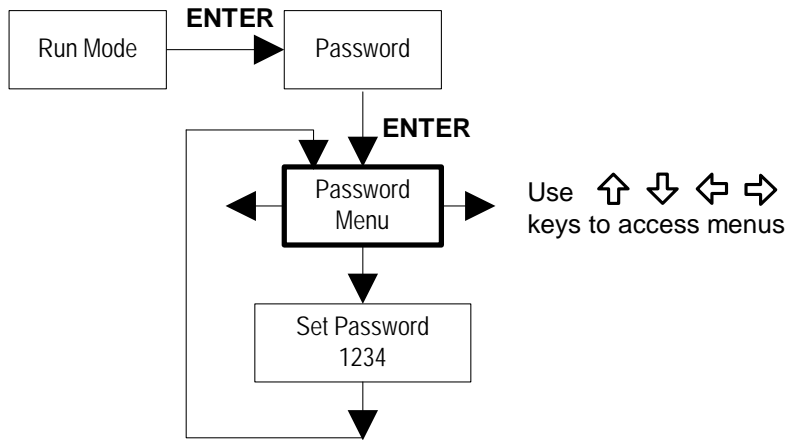 ENTER
Run Mode
Password
ENTER
Password
Menu
Use ⇧ ⇩ ⇦ ⇨
keys to access menus
Set Password
1234